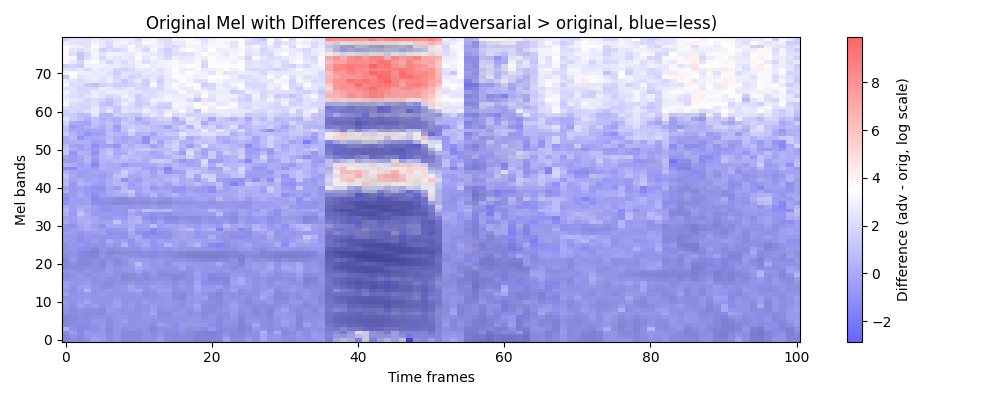 Original Mel with Differences (red=adversarial > original, blue=less)
Mel bands
70
60
50
40
30
20
10
0
0 20 40 60 80 100
Time frames
8
6
4
2
0
−2
Difference (adv - orig, log scale)